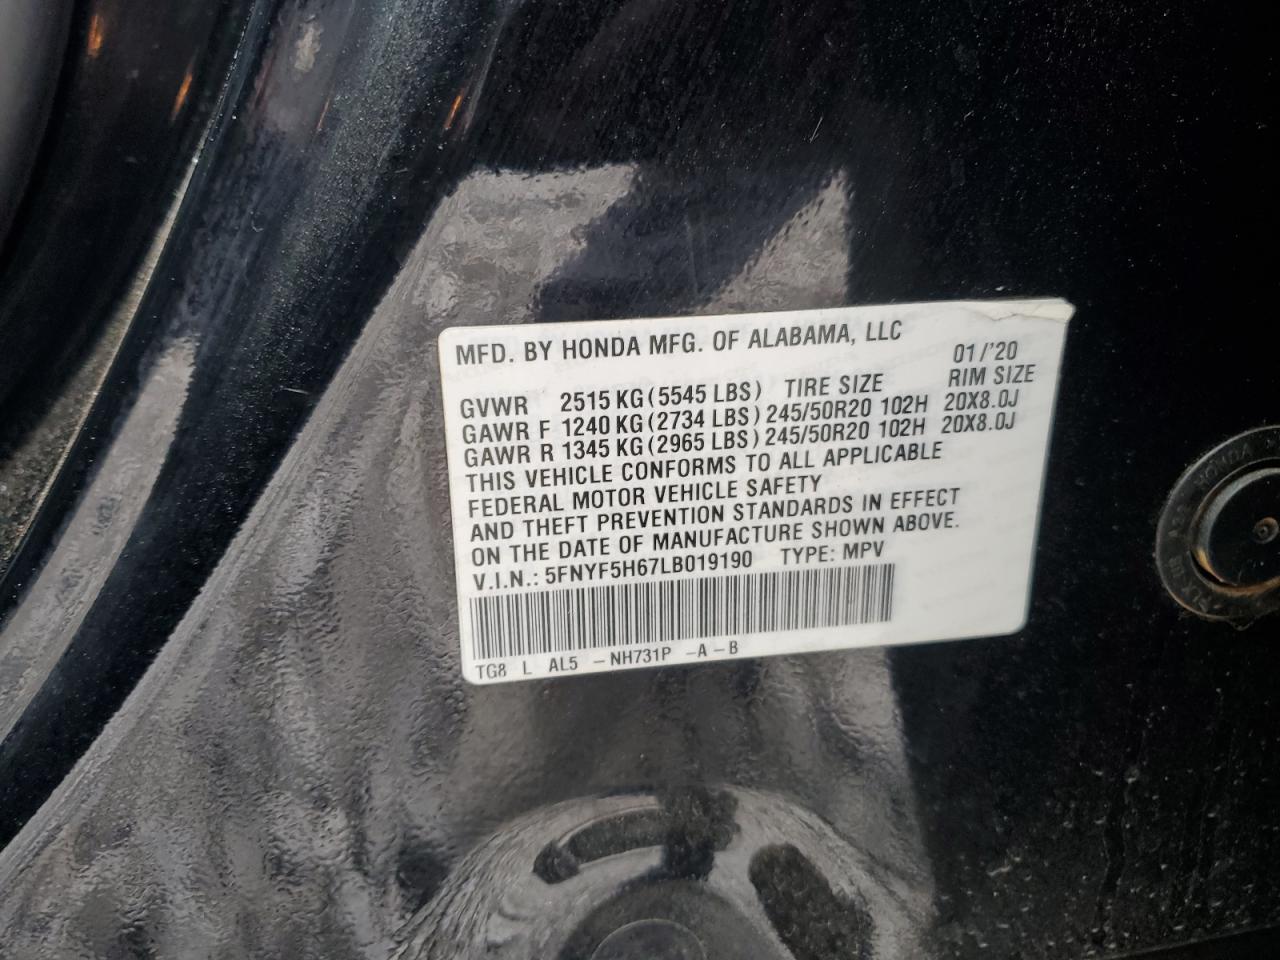 MFD. BY HONDA MFG. OF ALABAMA, LLC
01/'20
GVWR 2515 KG (5545 LBS) TIRE SIZE RIM SIZE
GAWR F 1240 KG (2734 LBS) 245/50R20 102H 20X8.0J
GAWR R 1345 KG (2965 LBS) 245/50R20 102H 20X8.0J
THIS VEHICLE CONFORMS TO ALL APPLICABLE
FEDERAL MOTOR VEHICLE SAFETY
AND THEFT PREVENTION STANDARDS IN EFFECT
ON THE DATE OF MANUFACTURE SHOWN ABOVE.
V.I.N.: 5FNYF5H67LB019190 TYPE: MPV
TG8 L AL5 -NH731P -A-B
HONDA